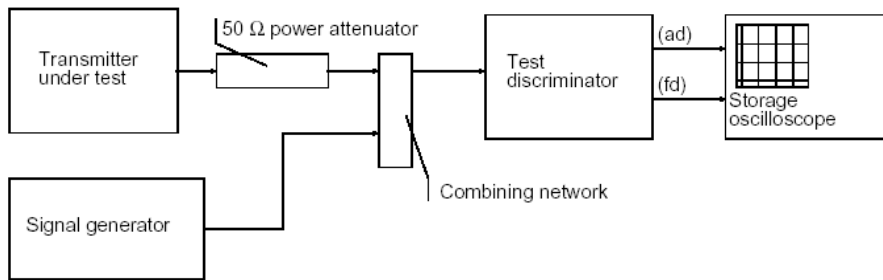 50 Ω power attenuator
Transmitter
under test
Test
discriminator
(ad)
(fd)
Storage
oscilloscope
Combining network
Signal generator